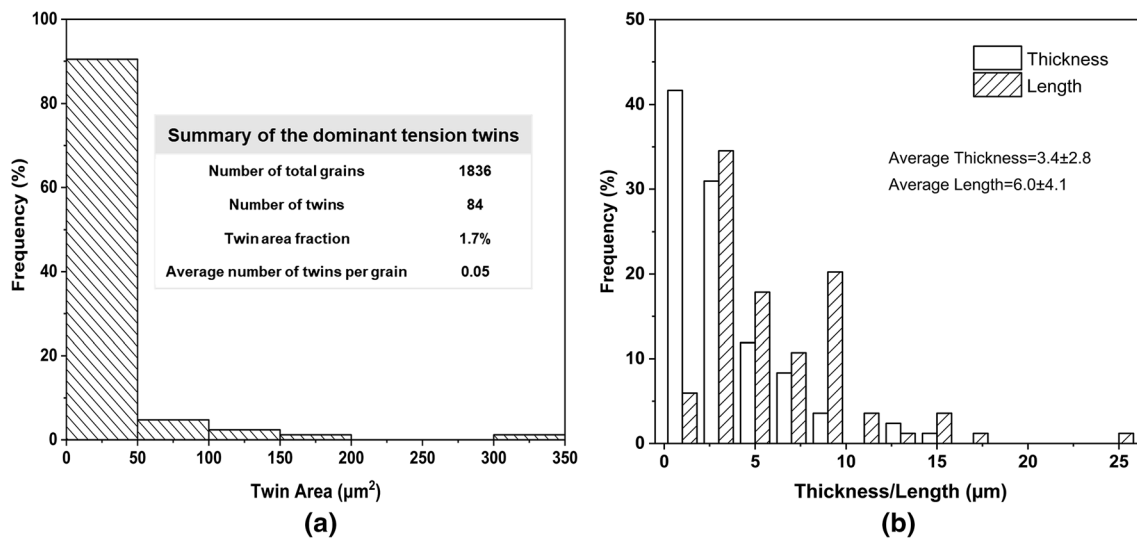 100
80
60
40
20
0
Frequency (%)
Summary of the dominant tension twins
Number of total grains 1836
Number of twins 84
Twin area fraction 1.7%
Average number of twins per grain 0.05
0 50 100 150 200 250 300 350
Twin Area (µm²)
(a)
50
40
30
20
10
0
Frequency (%)
Thickness
Length
Average Thickness=3.4±2.8
Average Length=6.0±4.1
0 5 10 15 20 25
Thickness/Length (µm)
(b)